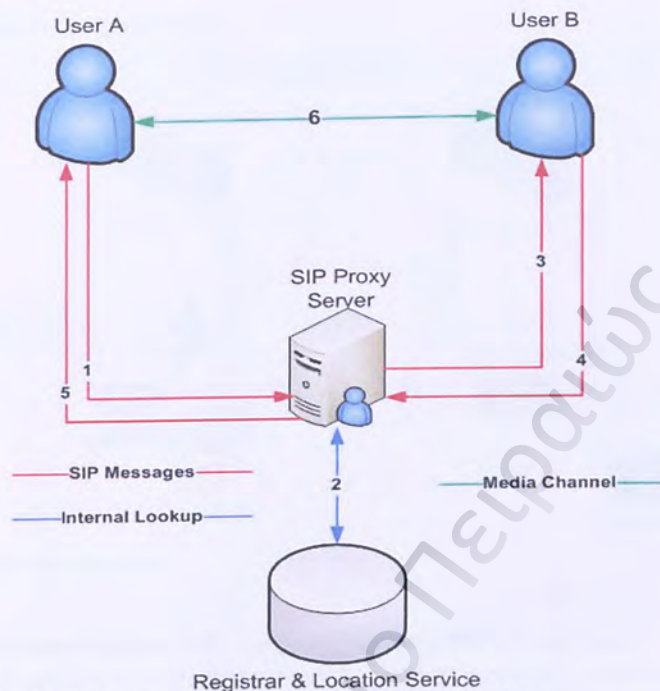 User A
User B
6
SIP Proxy
Server
3
1
4
5
SIP Messages
2
Media Channel
Internal Lookup
Registrar & Location Service
Πειραιώς